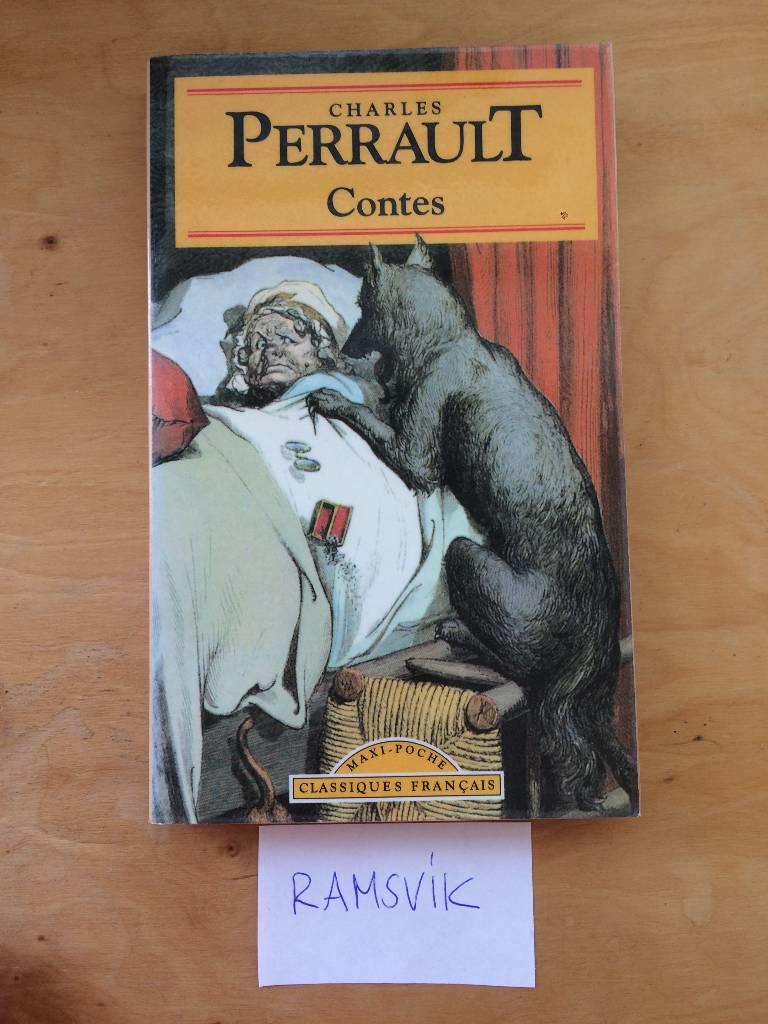 CHARLES
PERRAULT
Contes
MAXI-POCHE
CLASSIQUES FRANÇAIS
RAMSVIK